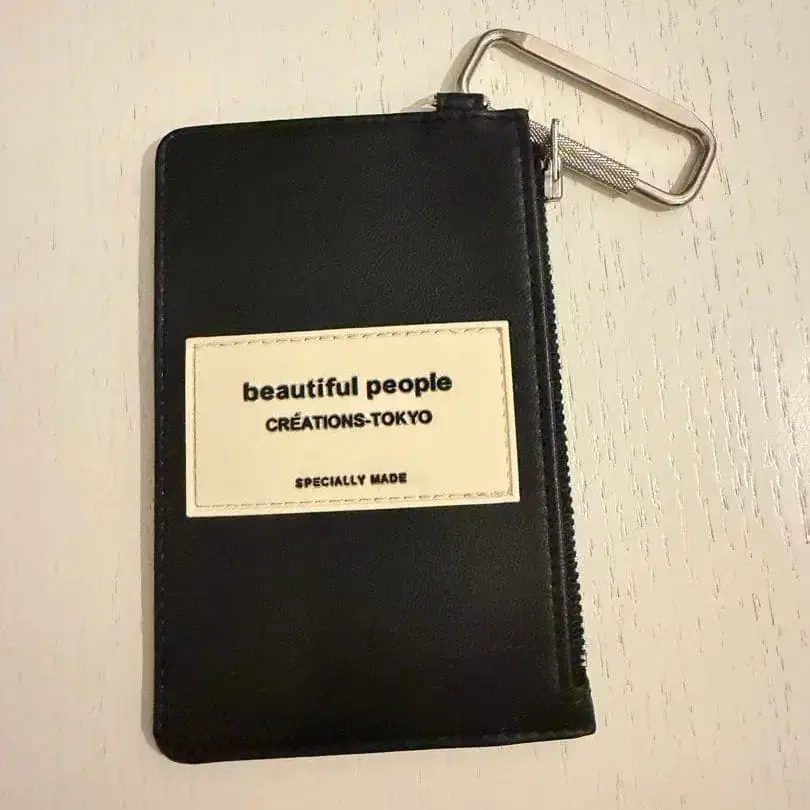 beautiful people
CRÉATIONS-TOKYO
SPECIALLY MADE